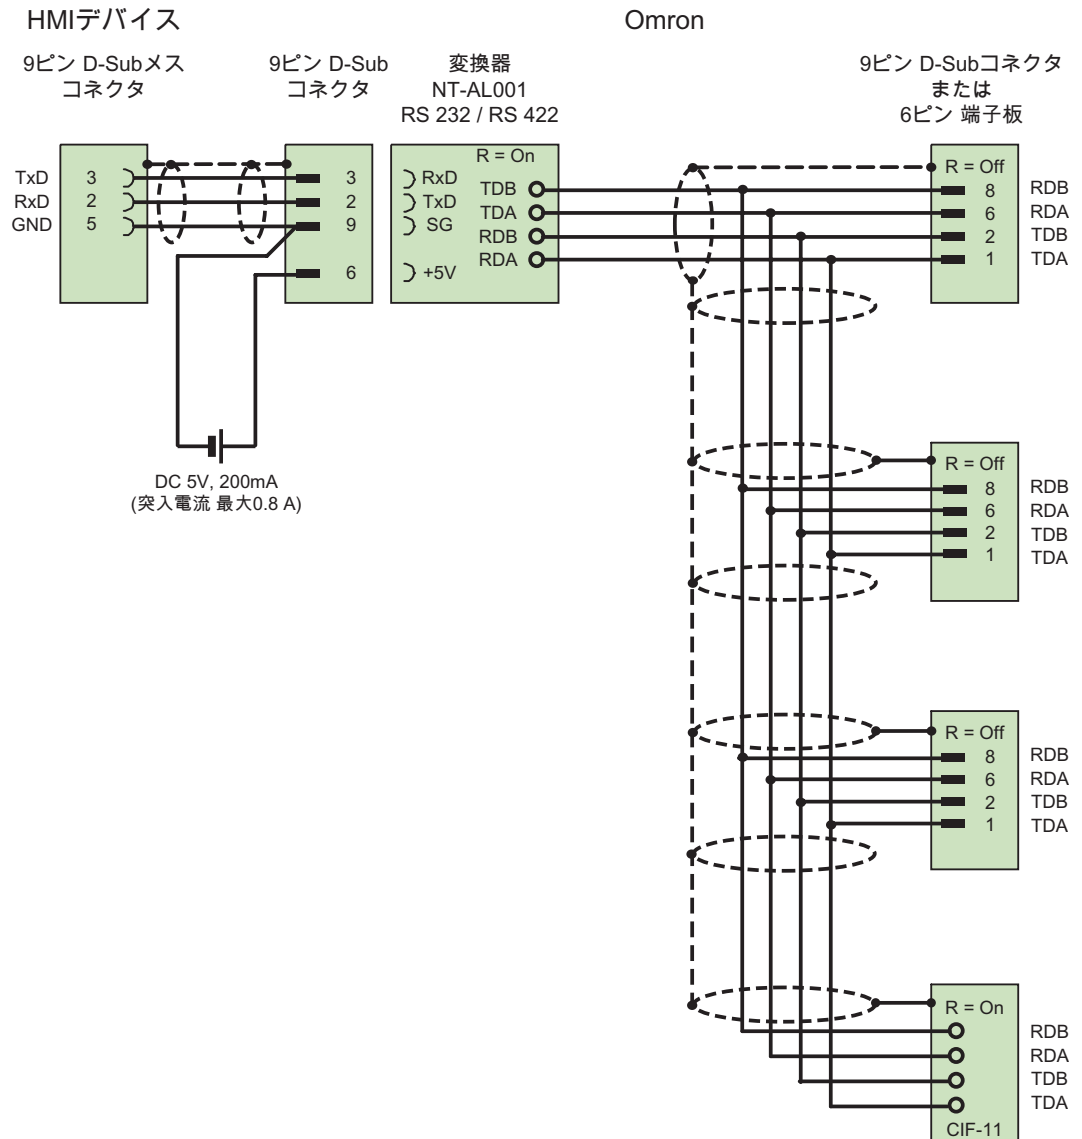 HMIデバイス
Omron
9ピン D-Subメス
コネクタ
9ピン D-Sub
コネクタ
変換器
NT-AL001
RS 232 / RS 422
9ピン D-Subコネクタ
または
6ピン 端子板
TxD 3
RxD 2
GND 5
3
2
9
6
R = On
RxD TDB
TxD TDA
SG RDB
RDA
+5V
R = Off
8 RDB
6 RDA
2 TDB
1 TDA
DC 5V, 200mA
(突入電流 最大0.8 A)
R = Off
8 RDB
6 RDA
2 TDB
1 TDA
R = Off
8 RDB
6 RDA
2 TDB
1 TDA
R = On
RDB
RDA
TDB
TDA
CIF-11